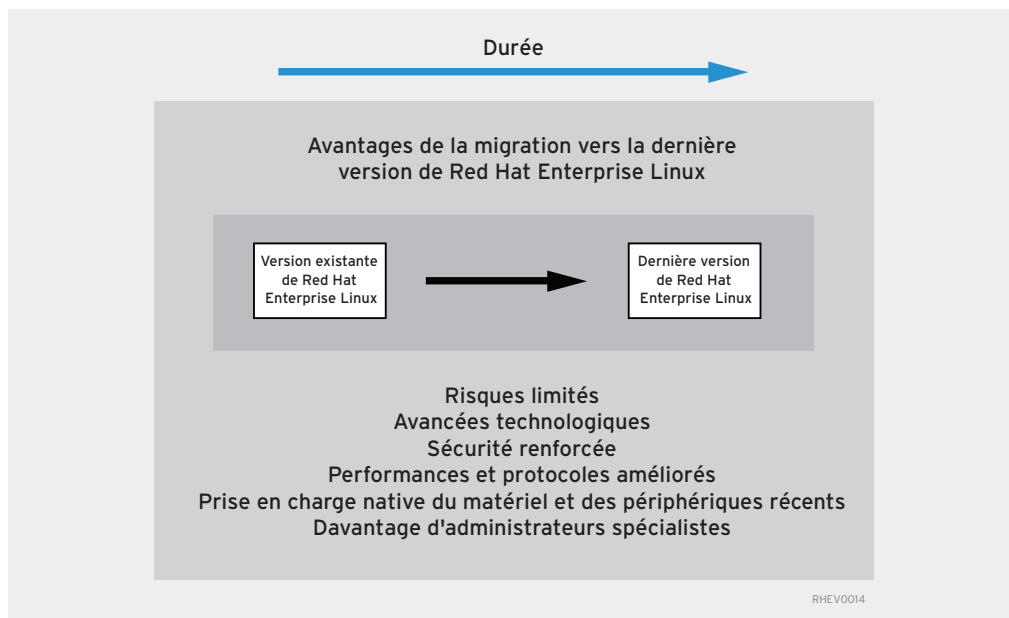 Durée
Avantages de la migration vers la dernière
version de Red Hat Enterprise Linux
Version existante
de Red Hat
Enterprise Linux
Dernière version
de Red Hat
Enterprise Linux
Risques limités
Avancées technologiques
Sécurité renforcée
Performances et protocoles améliorés
Prise en charge native du matériel et des périphériques récents
Davantage d'administrateurs spécialistes
RHEV0014